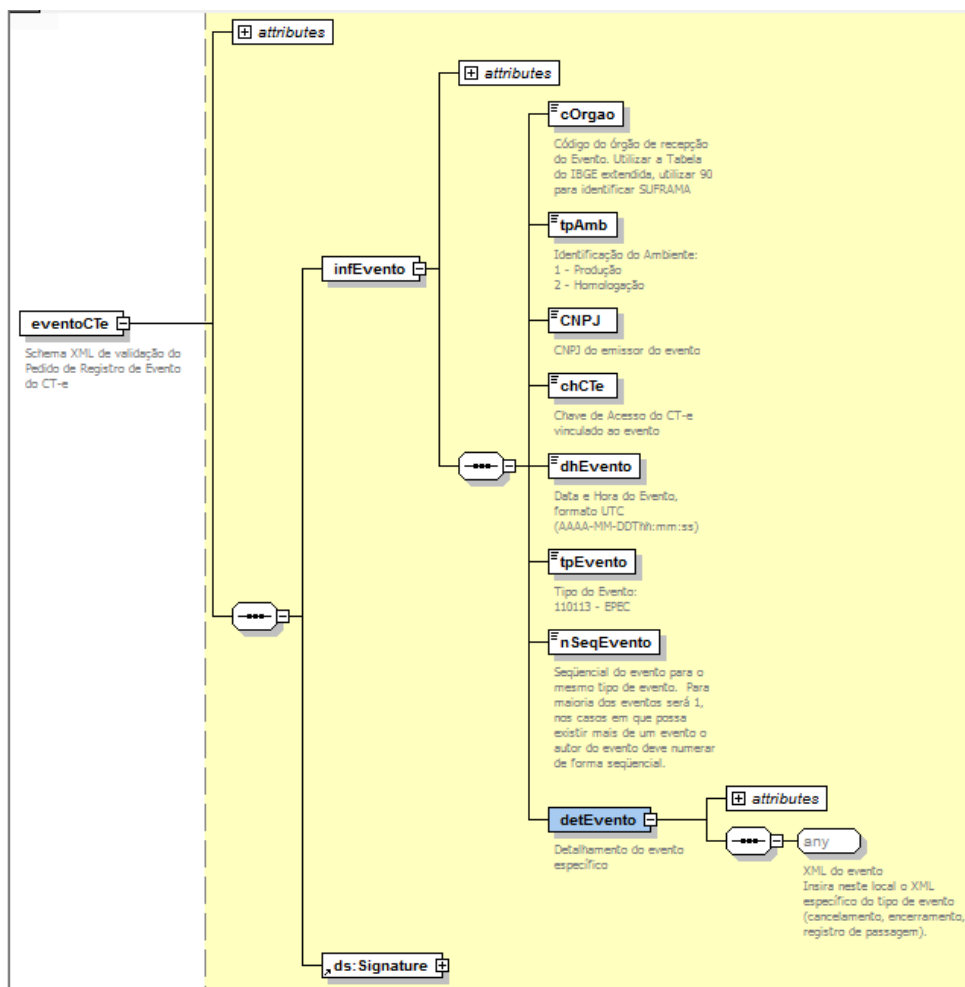 attributes
attributes
cOrgao
Código do órgão de recepção
do Evento. Utilizar a Tabela
do IBGE extendida, utilizar 90
para identificar SUFRAMA
tpAmb
Identificação do Ambiente:
1 - Produção
2 - Homologação
infEvento
CNPJ
CNPJ do emissor do evento
eventoCTe
Schema XML de validação do
Pedido de Registro de Evento
do CT-e
chCTe
Chave de Acesso do CT-e
vinculado ao evento
dhEvento
Data e Hora do Evento,
formato UTC
(AAAA-MM-DDThh:mm:ss)
tpEvento
Tipo do Evento:
110113 - EPEC
nSeqEvento
Seqüencial do evento para o
mesmo tipo de evento. Para
maioria dos eventos será 1,
nos casos em que possa
existir mais de um evento o
autor do evento deve numerar
de forma seqüencial.
detEvento
Detalhamento do evento
específico
attributes
any
XML do evento
Insira neste local o XML
específico do tipo de evento
(cancelamento, encerramento,
registro de passagem).
ds:Signature